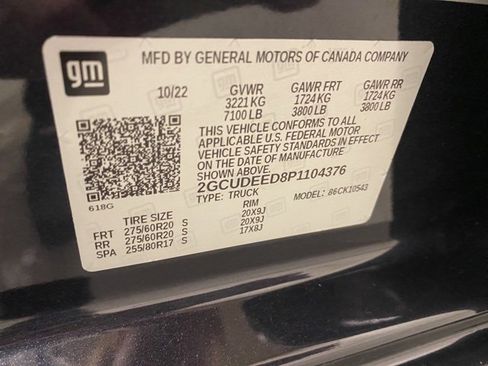 gm
MFD BY GENERAL MOTORS OF CANADA COMPANY
10/22 GVWR GAWR FRT GAWR RR
3221 KG 1724 KG 1724 KG
7100 LB 3800 LB 3800 LB
THIS VEHICLE CONFORMS TO ALL
APPLICABLE U.S. FEDERAL MOTOR
VEHICLE SAFETY STANDARDS IN EFFECT
ON THE DATE OF MANUFACTURE
SHOWN ABOVE.
2GCUDEED8P1104376
TYPE: TRUCK MODEL: 86CK10543
618G
TIRE SIZE RIM
FRT 275/60R20 S 20X9J
RR 275/60R20 S 20X9J
SPA 255/80R17 S 17X8J